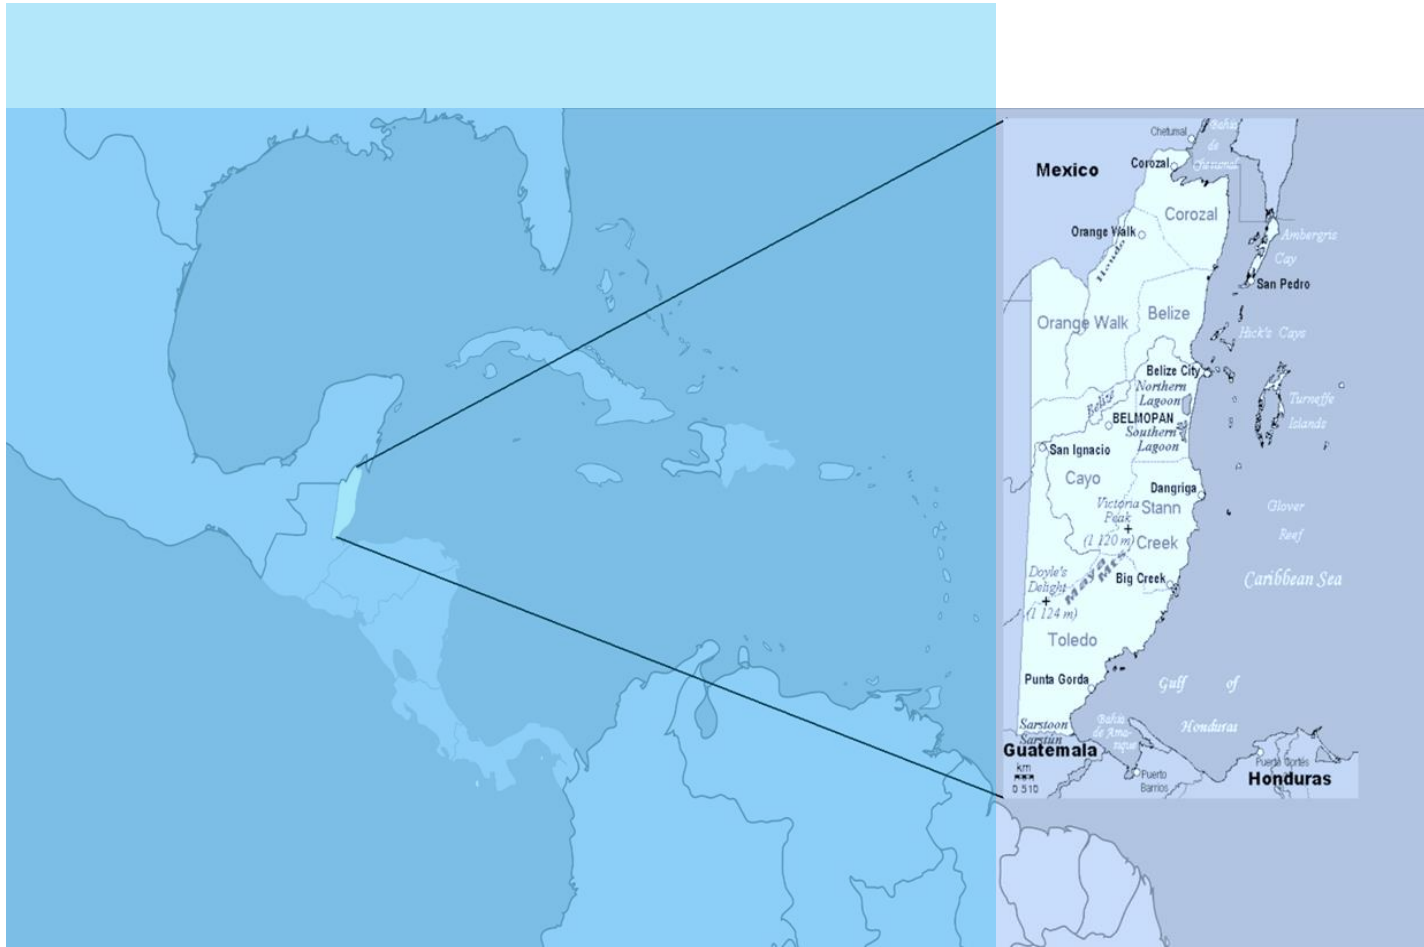 Chetumal
Bahia
de
Chetumal
Corozal
Mexico
Corozal
Orange Walk
Hondo
Ambergris
Cay
San Pedro
Orange Walk
Belize
Hick's Cays
Belize City
Northern
Lagoon
Belize
BELMOPAN
Southern
Lagoon
Turneffe
Islands
San Ignacio
Cayo
Dangriga
Victoria
Peak
(1 120 m)
Stann
Creek
Glover
Reef
Caribbean Sea
Doyle's
Delight
(1 124 m)
Maya
Mts
Big Creek
Toledo
Punta Gorda
Gulf of
Honduras
Sarstoon
Sarstún
Bahia
de Ama-
tique
Guatemala
km
0 5 10
Puerto
Barrios
Puerto Cortés
Honduras